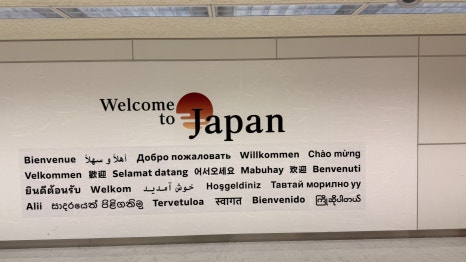 Welcome
to Japan
Bienvenue أهلاً و سهلاً Добро пожаловать Willkommen Chào mừng
Velkommen 歡迎 Selamat datang 어서오세요 Mabuhay 欢迎 Benvenuti
ยินดีต้อนรับ Welkom خوش آمدید Hoşgeldiniz Тавтай морилно уу
Alii සාදරයෙන් පිළිගනිමු Tervetuloa स्वागत Bienvenido ကြိုဆိုပါတယ်